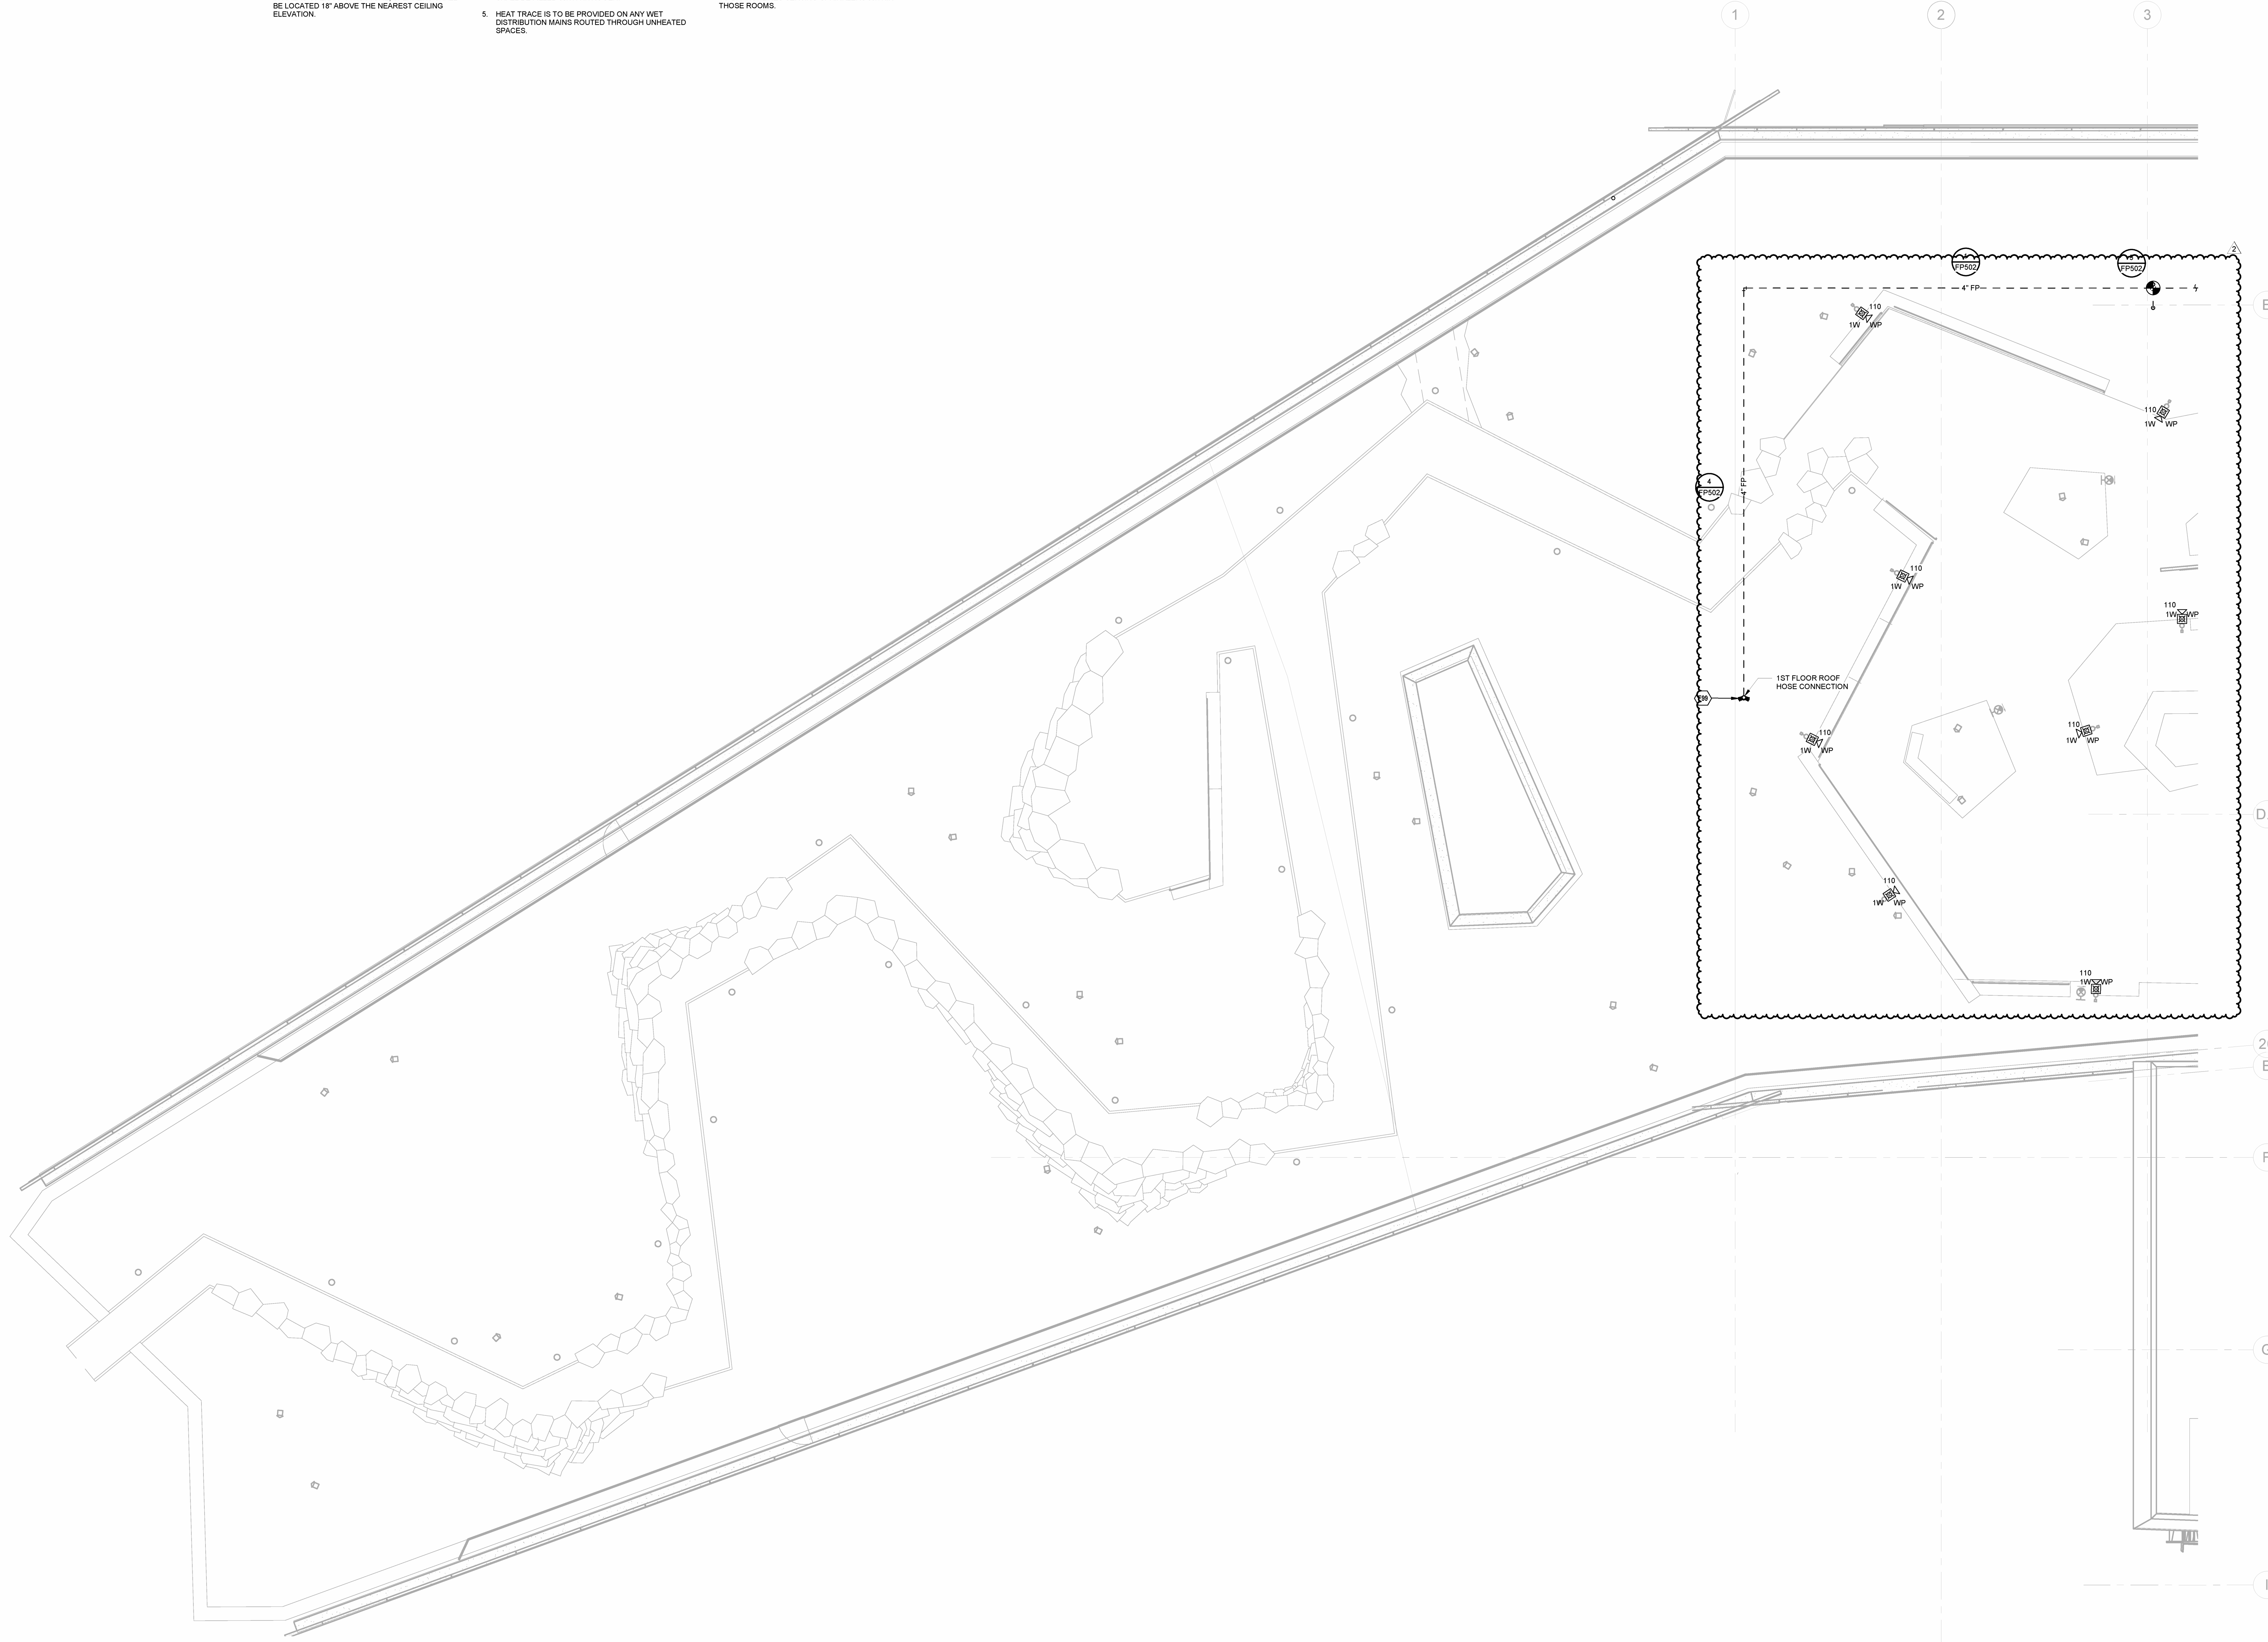 BE LOCATED 18" ABOVE THE NEAREST CEILING
ELEVATION.
5. HEAT TRACE IS TO BE PROVIDED ON ANY WET
DISTRIBUTION MAINS ROUTED THROUGH UNHEATED
SPACES.
THOSE ROOMS.
1
2
3
2
FP502
FP502
4" FP
110
1W WP
110
1W WP
4
FP502
4" FP
110
1W WP
110
1W WP
1ST FLOOR ROOF
HOSE CONNECTION
110
1W WP
110
1W WP
110
1W WP
110
1W WP